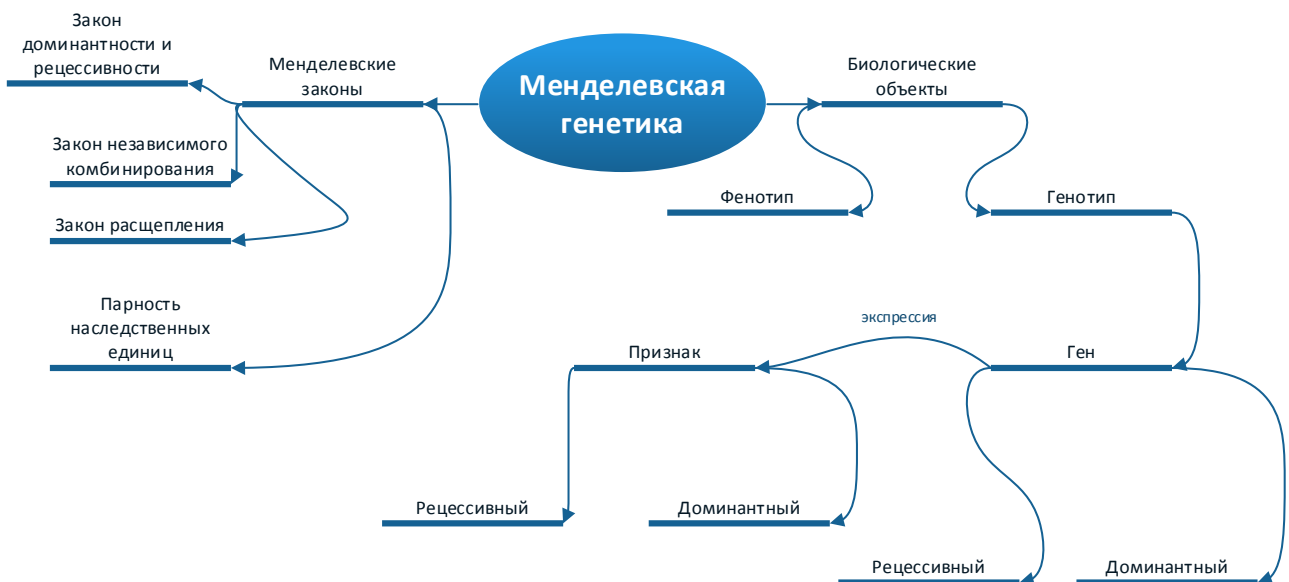 Закон
доминантности и
рецессивности
Менделевские
законы
Менделевская
генетика
Биологические
объекты
Закон независимого
комбинирования
Фенотип
Генотип
Закон расщепления
Парность
наследственных
единиц
экспрессия
Признак
Ген
Рецессивный
Доминантный
Рецессивный
Доминантный